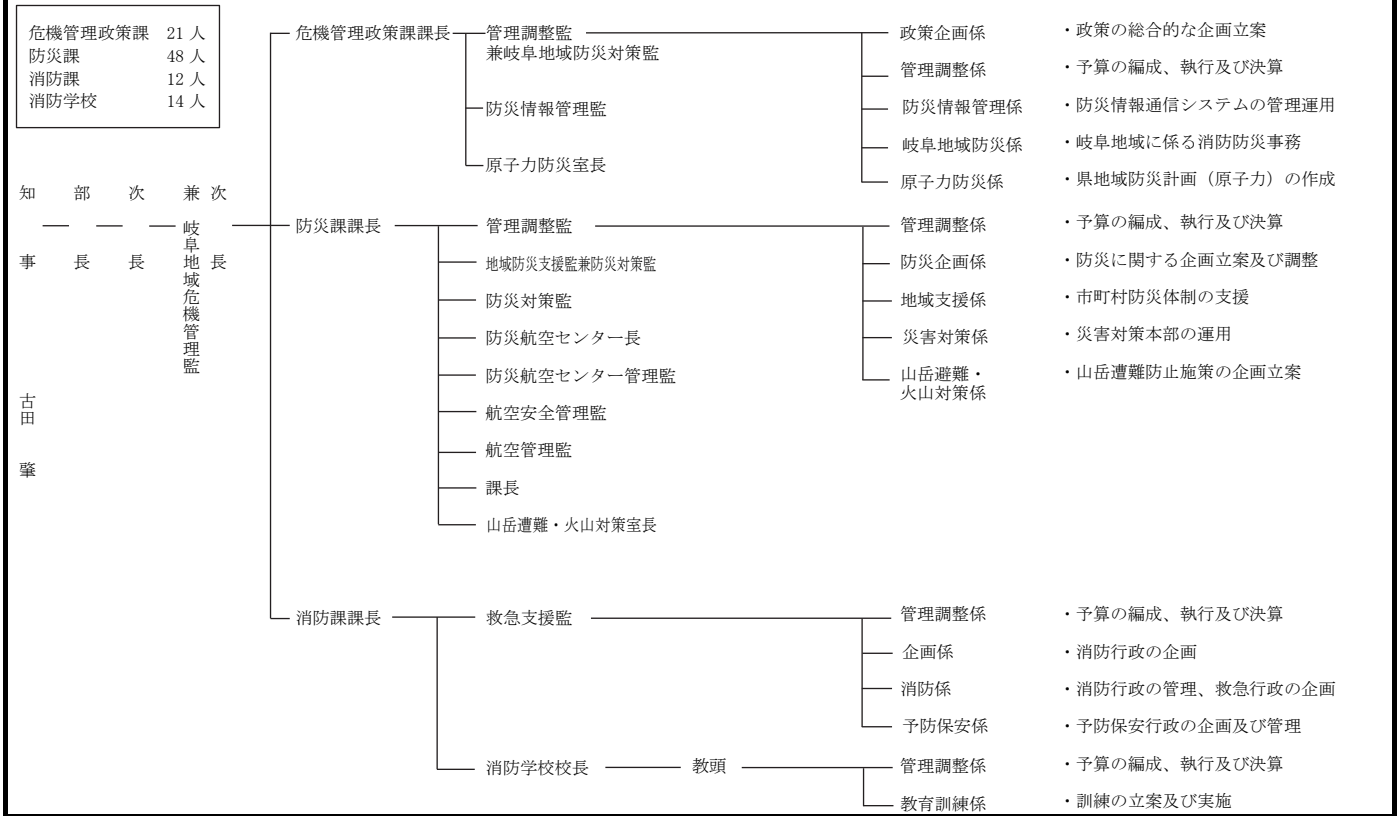 危機管理政策課 21 人
防災課 48 人
消防課 12 人
消防学校 14 人
知事 古田 肇
部長
次長
次長
兼岐阜地域危機管理監
危機管理政策課課長
管理調整監
兼岐阜地域防災対策監
防災情報管理監
原子力防災室長
政策企画係 ・政策の総合的な企画立案
管理調整係 ・予算の編成、執行及び決算
防災情報管理係 ・防災情報通信システムの管理運用
岐阜地域防災係 ・岐阜地域に係る消防防災事務
原子力防災係 ・県地域防災計画（原子力）の作成
防災課課長
管理調整監
地域防災支援監兼防災対策監
防災対策監
防災航空センター長
防災航空センター管理監
航空安全管理監
航空管理監
課長
山岳遭難・火山対策室長
管理調整係 ・予算の編成、執行及び決算
防災企画係 ・防災に関する企画立案及び調整
地域支援係 ・市町村防災体制の支援
災害対策係 ・災害対策本部の運用
山岳避難・ ・山岳遭難防止施策の企画立案
火山対策係
消防課課長
救急支援監
管理調整係 ・予算の編成、執行及び決算
企画係 ・消防行政の企画
消防係 ・消防行政の管理、救急行政の企画
予防保安係 ・予防保安行政の企画及び管理
消防学校校長
教頭
管理調整係 ・予算の編成、執行及び決算
教育訓練係 ・訓練の立案及び実施